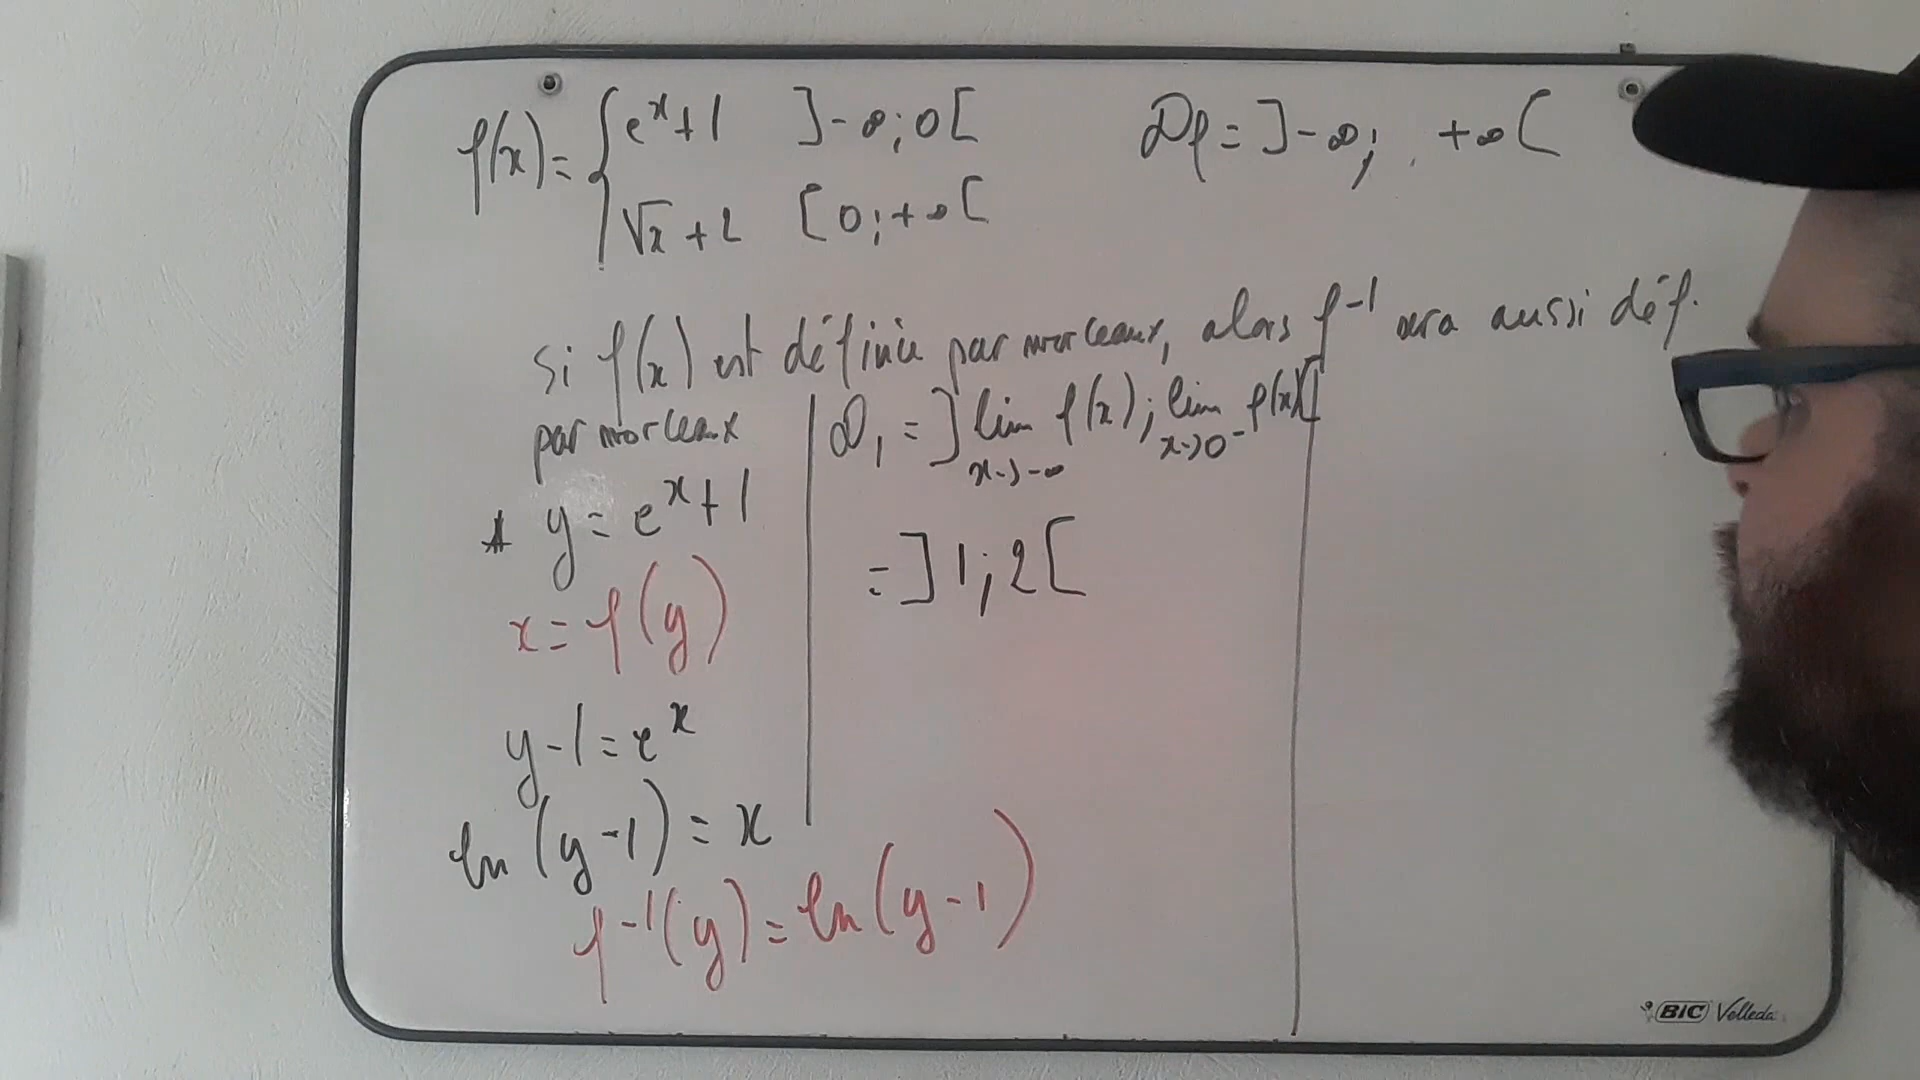 f(x) = { e^x + 1 ]-∞; 0[
√x + 2 [0; +∞[
Df = ]-∞; +∞[
Si f(x) est définie par morceaux, alors f^-1 sera aussi déf.
par morceaux
y = e^x + 1
x = f(y)
y - 1 = e^x
ln(y - 1) = x
f^-1(y) = ln(y - 1)
D₁ = ]lim f(x); lim f(x)[
x→-∞ x→0^-
= ]1; 2[
BIC Velleda